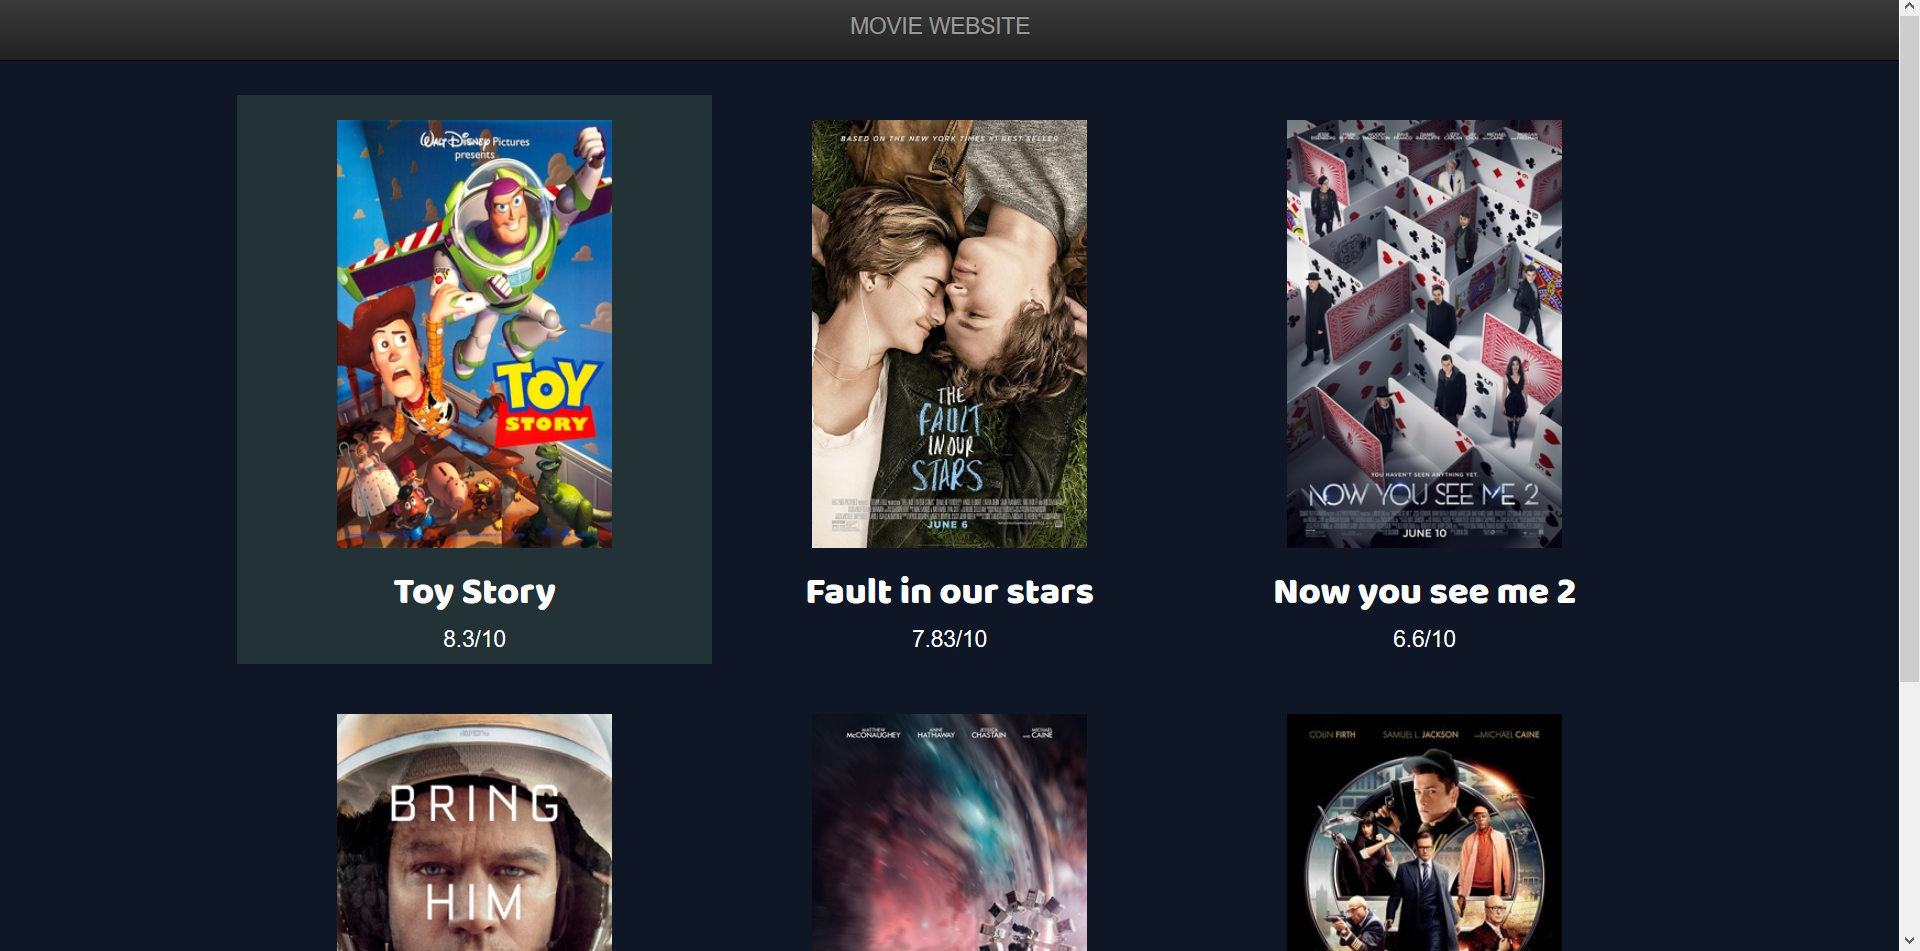 MOVIE WEBSITE
WALT DISNEY Pictures
presents
TOY
STORY
BASED ON THE NEW YORK TIMES #1 BEST SELLER
THE
FAULT
IN OUR
STARS
JUNE 6
YOU HAVEN'T SEEN ANYTHING YET.
NOW YOU SEE ME 2
JUNE 10
Toy Story
8.3/10
Fault in our stars
7.83/10
Now you see me 2
6.6/10
BRING
HIM
MATTHEW McCONAUGHEY ANNE HATHAWAY JESSICA CHASTAIN AND MICHAEL CAINE
COLIN FIRTH SAMUEL L. JACKSON AND MICHAEL CAINE